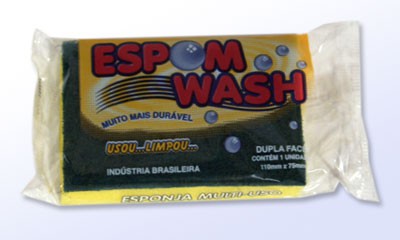 ESPOM
WASH
MUITO MAIS DURÁVEL
USOU...LIMPOU...
INDÚSTRIA BRASILEIRA
DUPLA FACE
CONTÉM 1 UNIDADE
110mm x 75mm
ESPONJA MULTI-USO